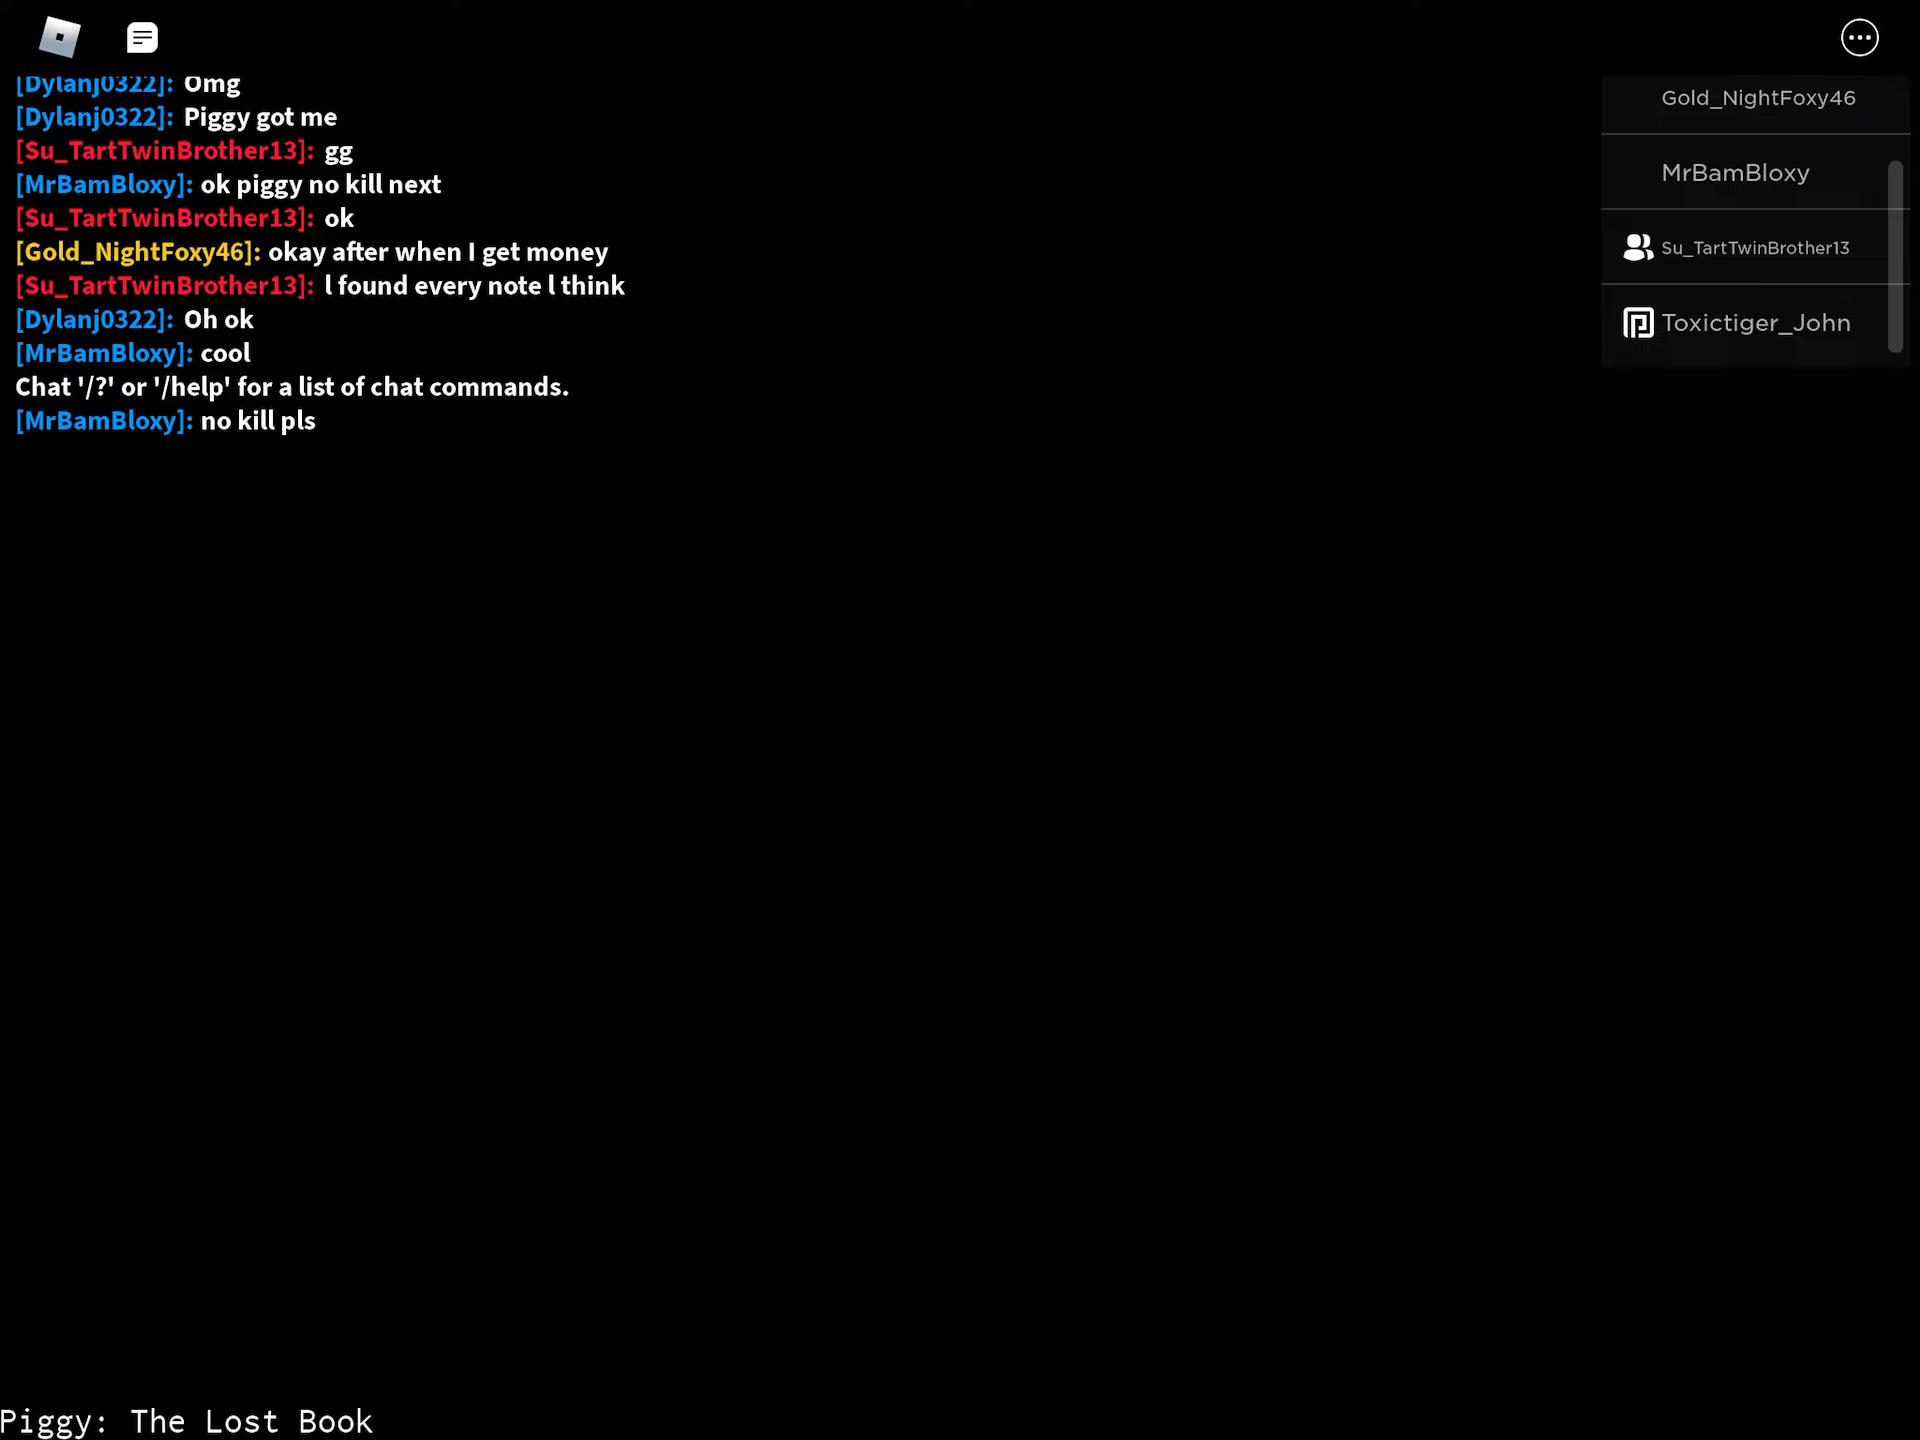 [Dylanj0322]: Omg
[Dylanj0322]: Piggy got me
[Su_TartTwinBrother13]: gg
[MrBamBloxy]: ok piggy no kill next
[Su_TartTwinBrother13]: ok
[Gold_NightFoxy46]: okay after when I get money
[Su_TartTwinBrother13]: l found every note l think
[Dylanj0322]: Oh ok
[MrBamBloxy]: cool
Chat '/?' or '/help' for a list of chat commands.
[MrBamBloxy]: no kill pls
Gold_NightFoxy46
MrBamBloxy
Su_TartTwinBrother13
Toxictiger_John
Piggy: The Lost Book